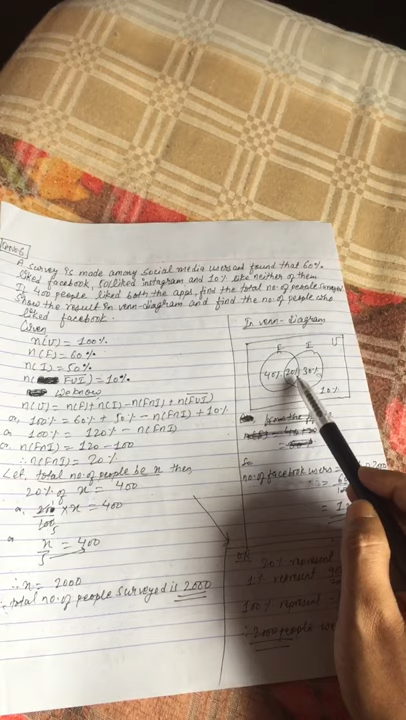 A survey is made among social media users and found that 60%
liked facebook, 50% liked instagram and 10% like neither of them
If 400 people liked both the apps, find the total no of people surveyed
Show the result in venn-diagram and find the no. of people who
liked facebook.
Given
n(U) = 100%
n(F) = 60%
n(I) = 50%
n( F∪I) = 10%
We know
n(U) = n(F) + n(I) - n(F∩I) + n(F∪I)
or, 100% = 60% + 50% - n(F∩I) + 10%
or 100% = 120% - n(F∩I)
or n(F∩I) = 120 - 100
∴ n(F∩I) = 20%
Let, total no: of people be x then
20% of x = 400
or 20 × x = 400
100 5
or x = 400
5
∴ x = 2000
∴ total no: of people surveyed is 2000
In venn-diagram
F I U
40% 20% 30%
10%
So
no: of facebook users =
20% represent
1% represent
100% represent
∴ 2000 people